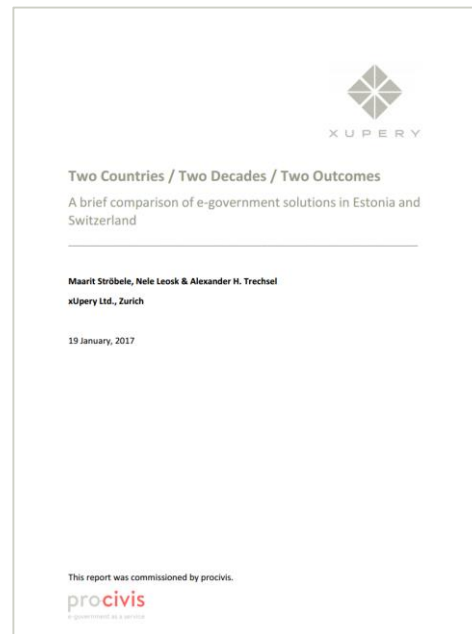 XUPERY
Two Countries / Two Decades / Two Outcomes
A brief comparison of e-government solutions in Estonia and
Switzerland
Maarit Ströbele, Nele Leosk & Alexander H. Trechsel
xUpery Ltd., Zurich
19 January, 2017
This report was commissioned by procivis.
procivis
e-government as a service